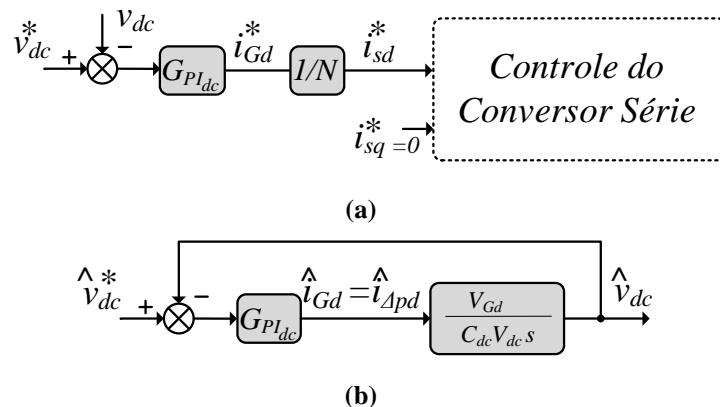 v*dc
+
vdc
−
GPIdc
i*Gd
1/N
i*sd
i*sq =0
Controle do
Conversor Série
(a)
v̂*dc
+
−
GPIdc
îGd = îΔpd
VGd
CdcVdc s
v̂dc
(b)